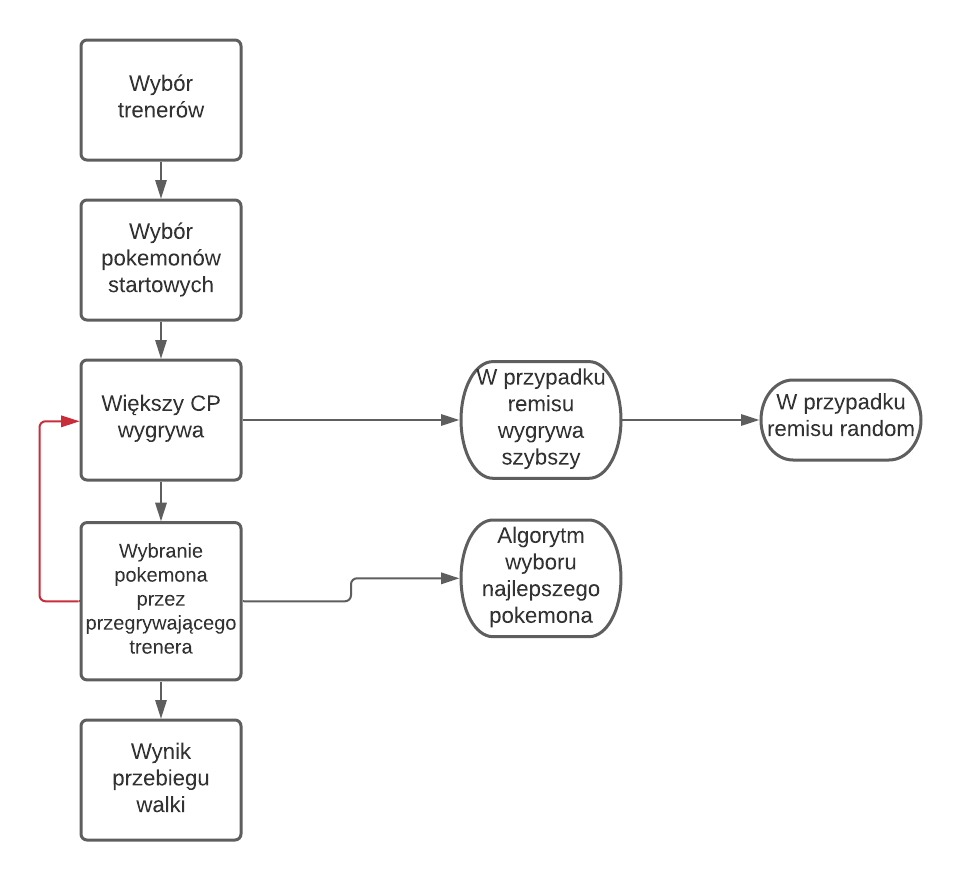 Wybór
trenerów
Wybór
pokemonów
startowych
Większy CP
wygrywa
W przypadku
remisu
wygrywa
szybszy
W przypadku
remisu random
Wybranie
pokemona
przez
przegrywającego
trenera
Algorytm
wyboru
najlepszego
pokemona
Wynik
przebiegu
walki